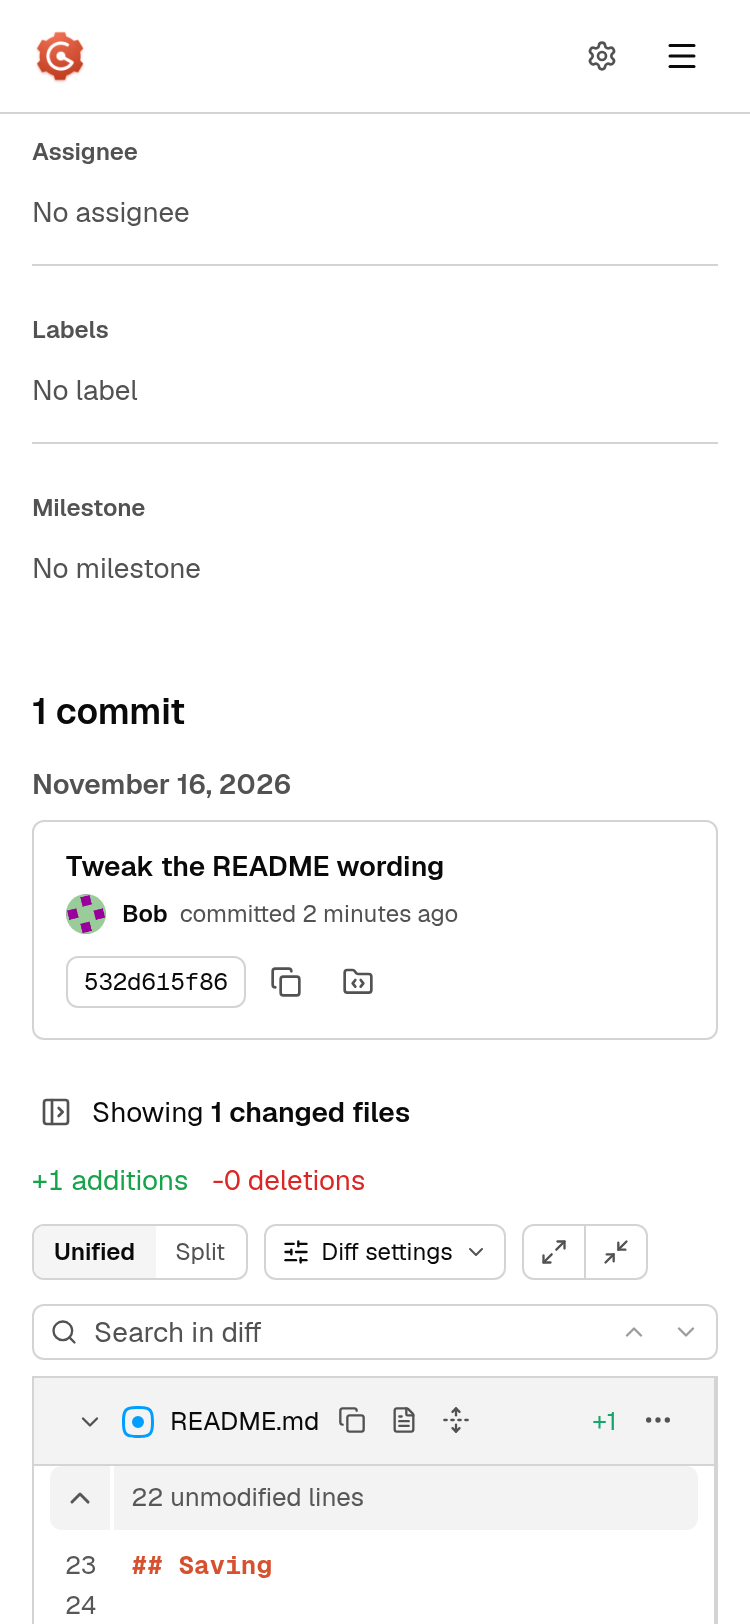 Assignee
No assignee
Labels
No label
Milestone
No milestone
1 commit
November 16, 2026
Tweak the README wording
Bob committed 2 minutes ago
532d615f86
Showing 1 changed files
+1 additions -0 deletions
Unified Split Diff settings
Search in diff
README.md +1
22 unmodified lines
23 ## Saving
24